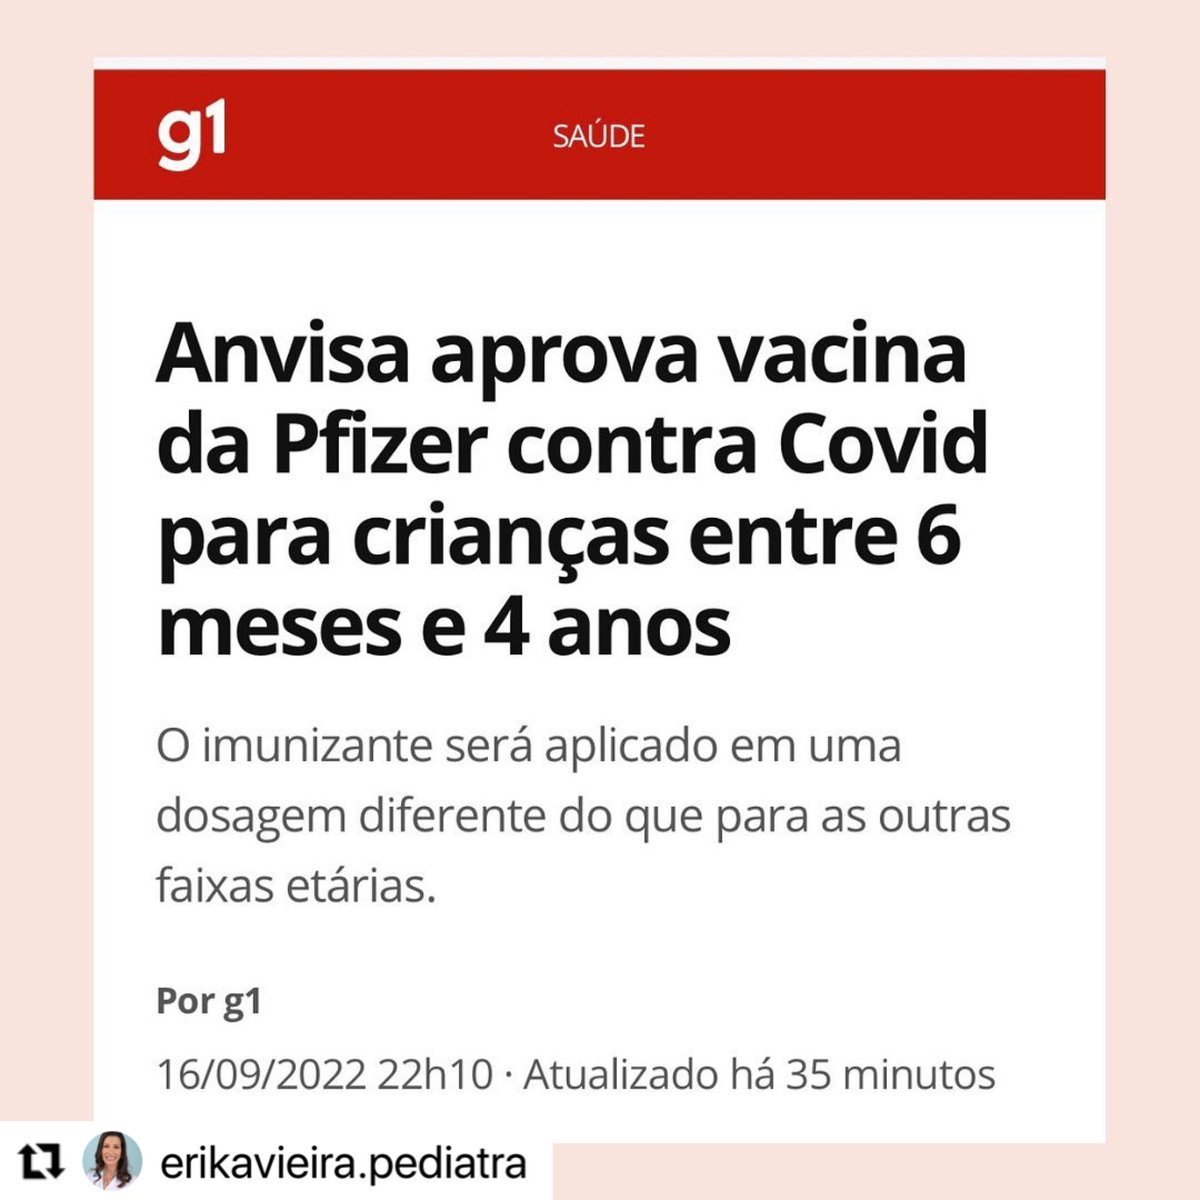 g1
SAÚDE
Anvisa aprova vacina
da Pfizer contra Covid
para crianças entre 6
meses e 4 anos
O imunizante será aplicado em uma
dosagem diferente do que para as outras
faixas etárias.
Por g1
16/09/2022 22h10 · Atualizado há 35 minutos
erikavieira.pediatra